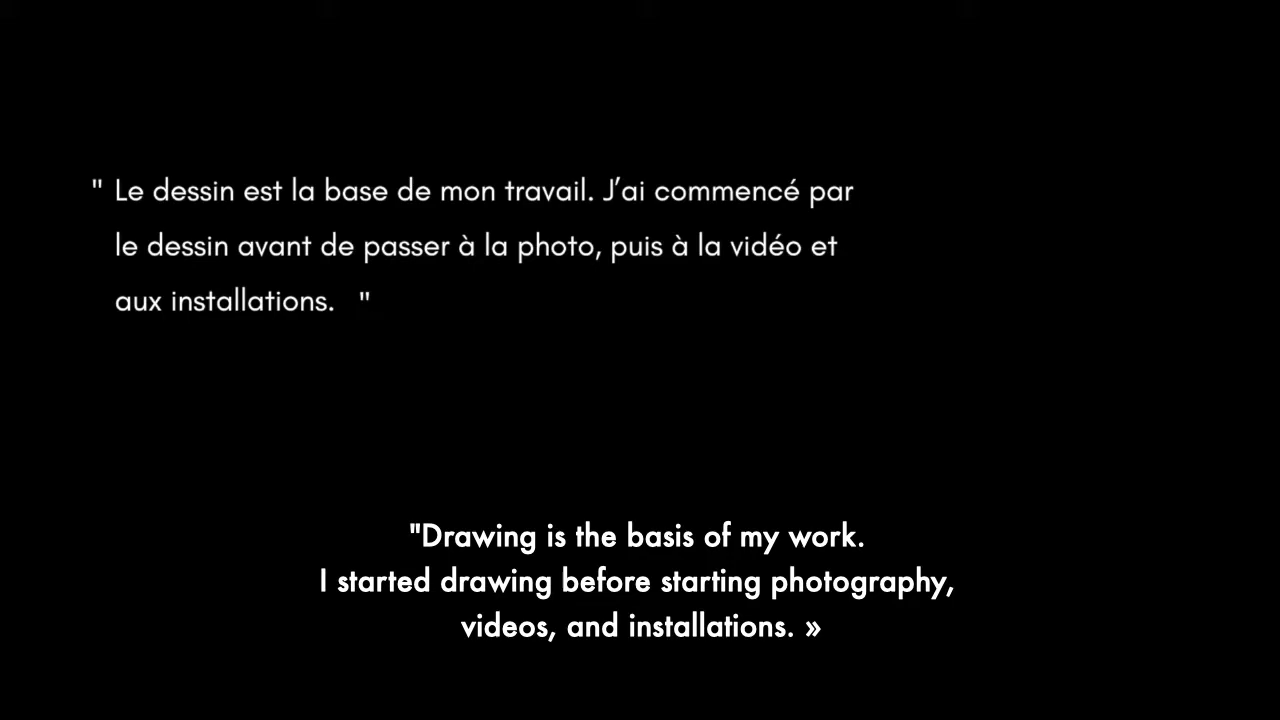 " Le dessin est la base de mon travail. J’ai commencé par
le dessin avant de passer à la photo, puis à la vidéo et
aux installations. "
"Drawing is the basis of my work.
I started drawing before starting photography,
videos, and installations. »